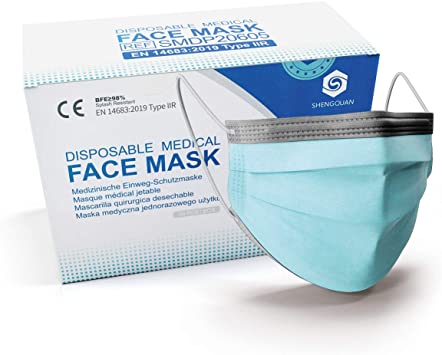 DISPOSABLE MEDICAL
FACE MASK
[REF] SMDP20605
EN 14683:2019 Type IIR
SHENGQUAN
CE
BFE≥98%
Splash Resistant
EN 14683:2019 Type IIR
DISPOSABLE MEDICAL
FACE MASK
Medizinische Einweg-Schutzmaske
Masque médical jetable
Mascarilla quirurgica desechable
Maska medyczna jednorazowego użytku